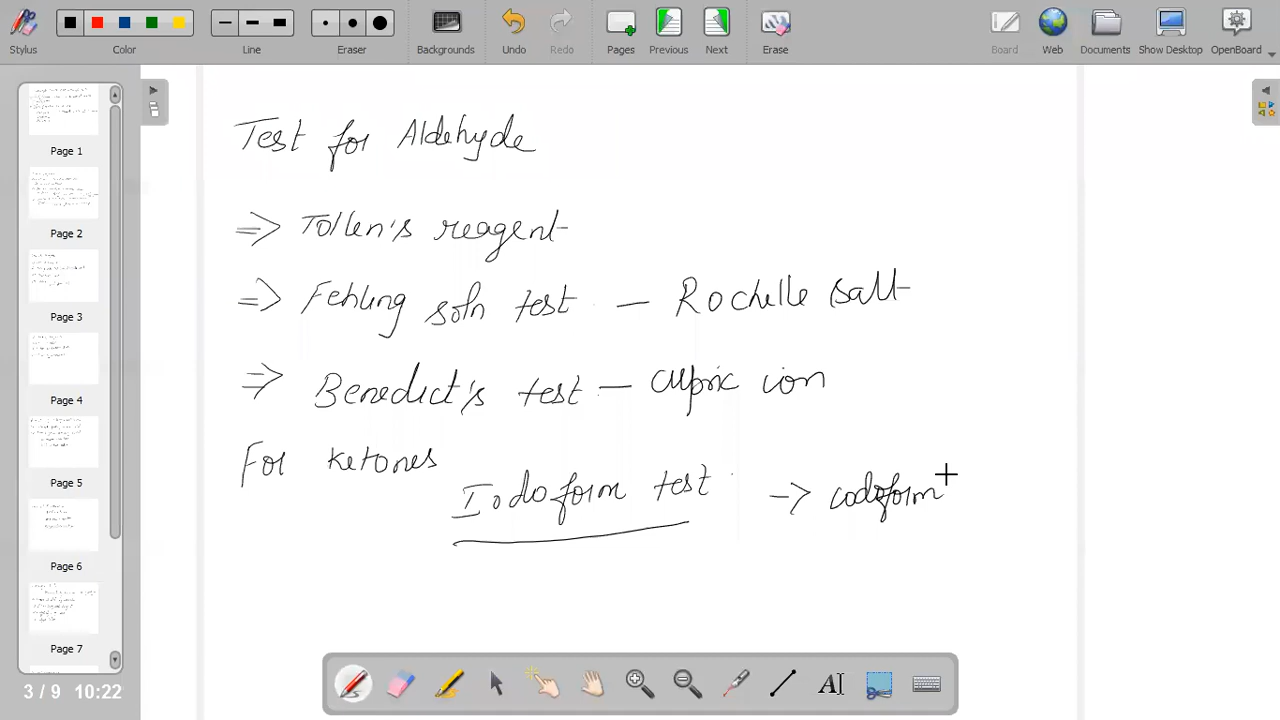 Stylus
Color
Line
Eraser
Backgrounds
Undo
Redo
Pages
Previous
Next
Erase
Board
Web
Documents
Show Desktop
OpenBoard
Page 1
Page 2
Page 3
Page 4
Page 5
Page 6
Page 7
3 / 9 10:22
Test for Aldehyde
=> Tollen's reagent
=> Fehling soln test — Rochelle salt
=> Benedict's test — cupric ion
For ketones
Iodoform test -> iodoform